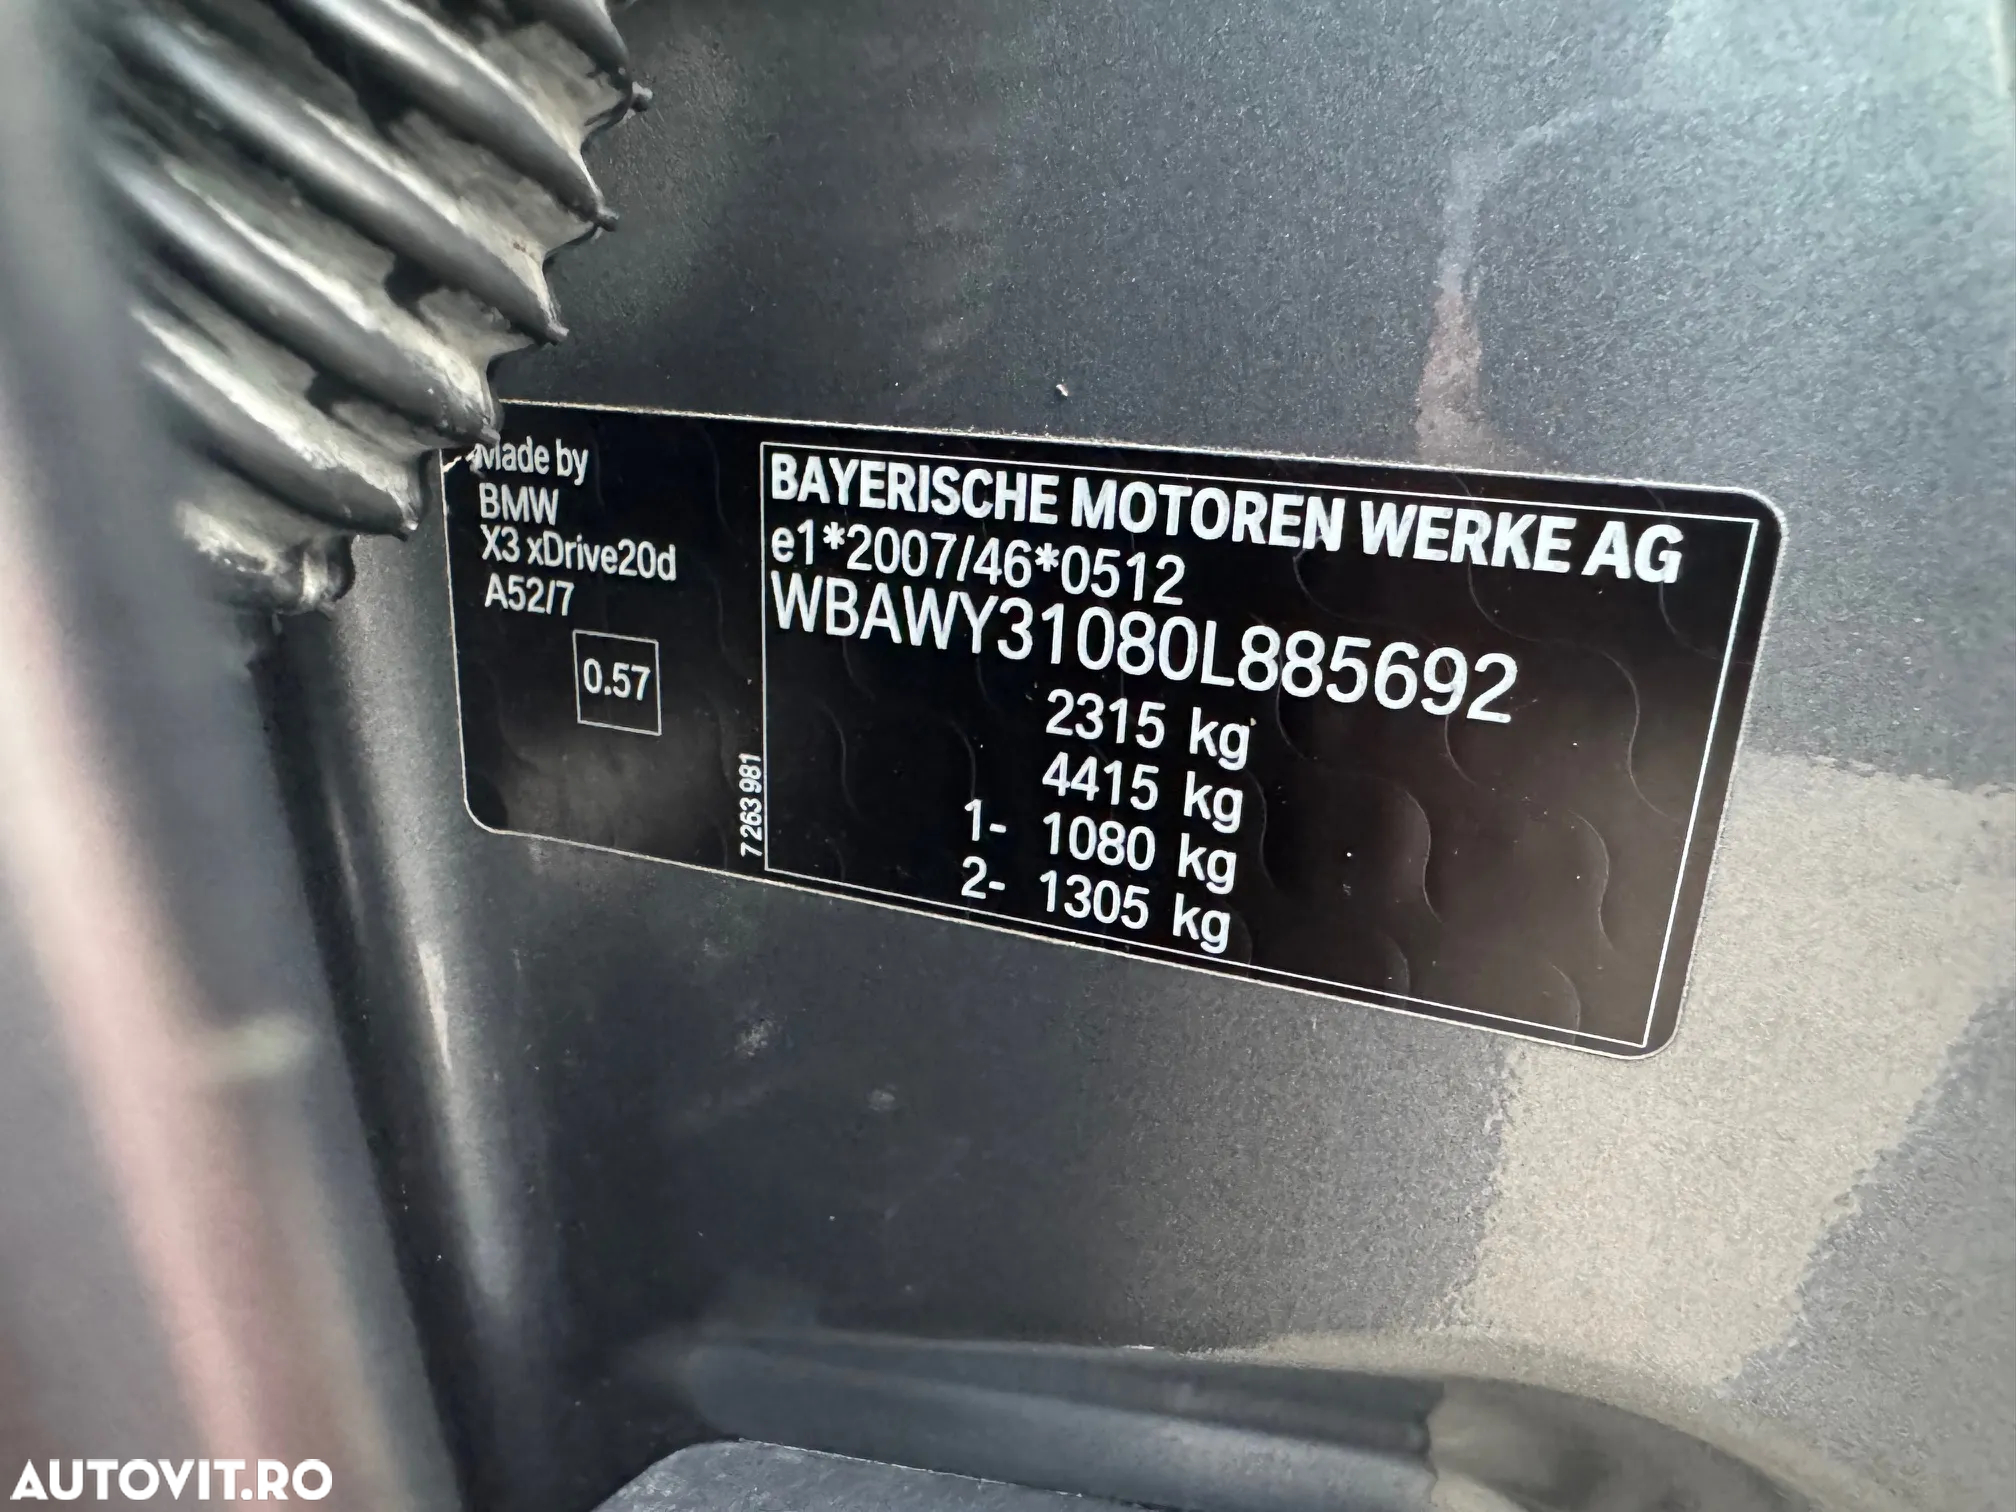 Made by
BMW
X3 xDrive20d
A52/7
0.57
7 263 981
BAYERISCHE MOTOREN WERKE AG
e1*2007/46*0512
WBAWY31080L885692
2315 kg
4415 kg
1- 1080 kg
2- 1305 kg
AUTOVIT.RO